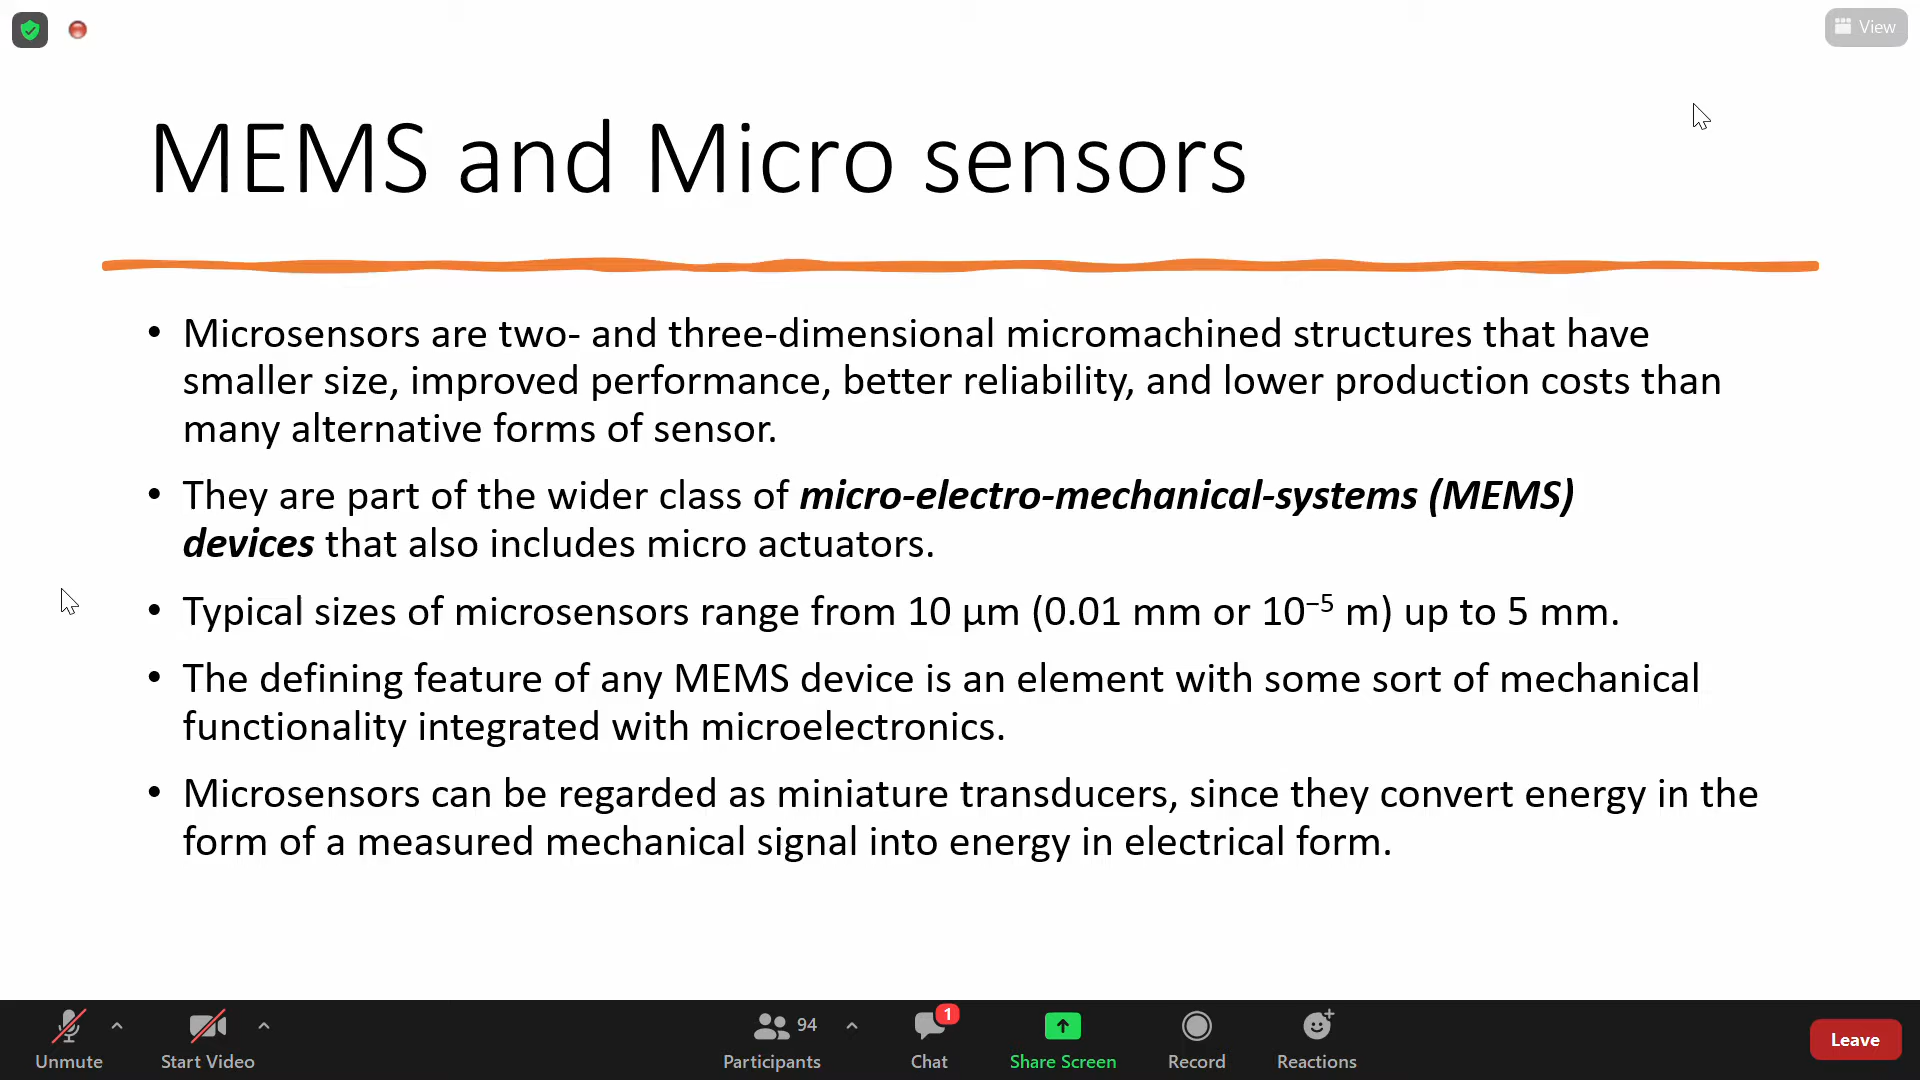 View
MEMS and Micro sensors
• Microsensors are two- and three-dimensional micromachined structures that have
smaller size, improved performance, better reliability, and lower production costs than
many alternative forms of sensor.
• They are part of the wider class of micro-electro-mechanical-systems (MEMS)
devices that also includes micro actuators.
• Typical sizes of microsensors range from 10 μm (0.01 mm or 10⁻⁵ m) up to 5 mm.
• The defining feature of any MEMS device is an element with some sort of mechanical
functionality integrated with microelectronics.
• Microsensors can be regarded as miniature transducers, since they convert energy in the
form of a measured mechanical signal into energy in electrical form.
94
1
Unmute
Start Video
Participants
Chat
Share Screen
Record
Reactions
Leave